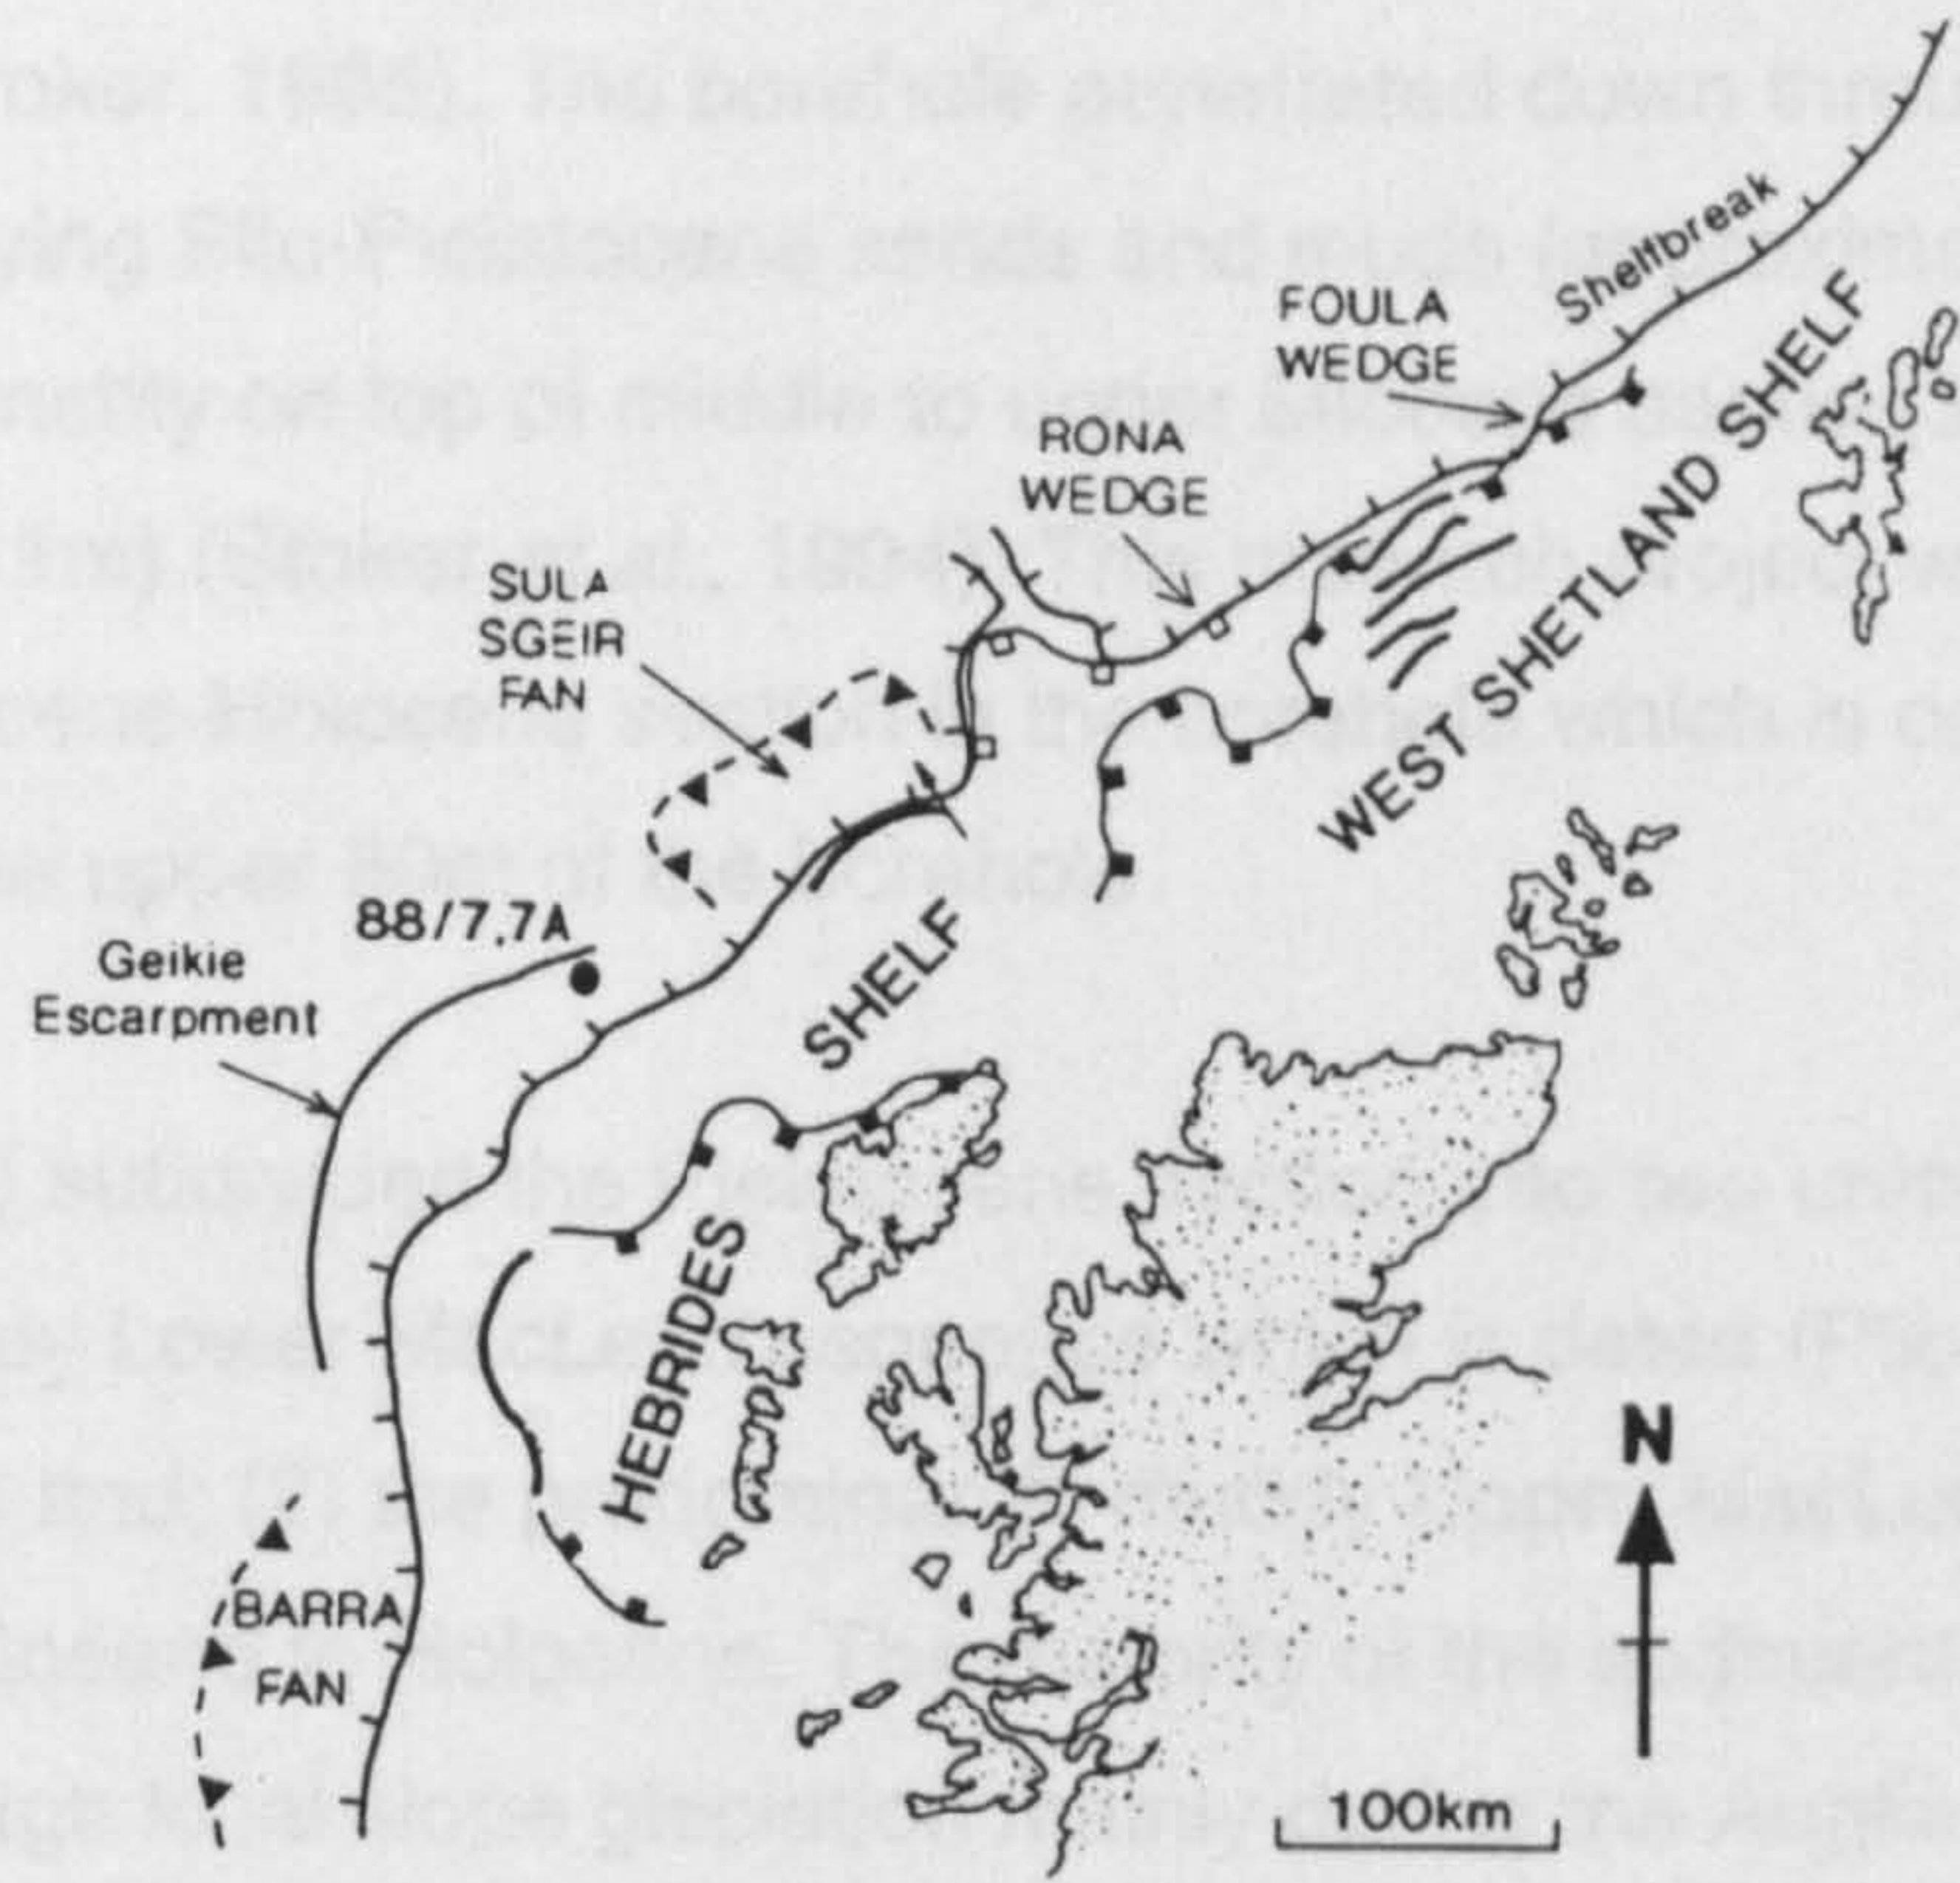 Shelfbreak
FOULA
WEDGE
RONA
WEDGE
SULA
SGEIR
FAN
WEST SHETLAND SHELF
88/7,7A
Geikie
Escarpment
HEBRIDES SHELF
BARRA
FAN
N
100km